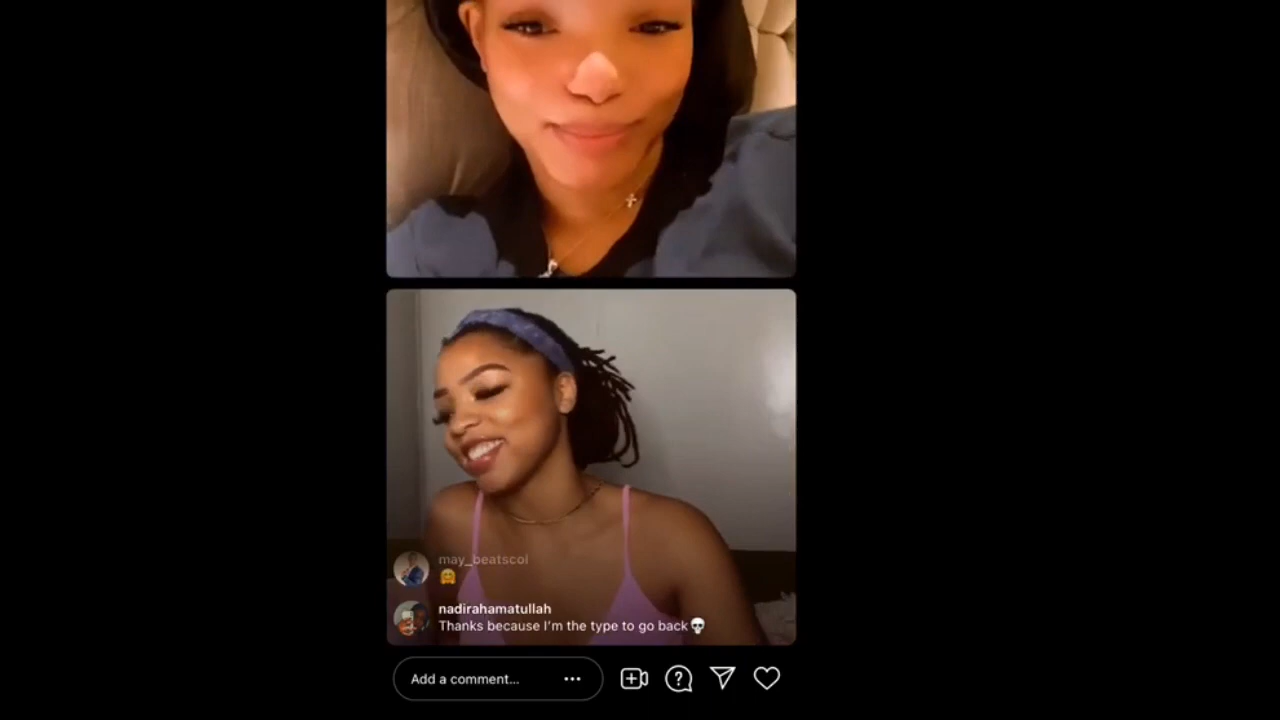 may_beatscol
nadirahamatullah
Thanks because I'm the type to go back💀
Add a comment...